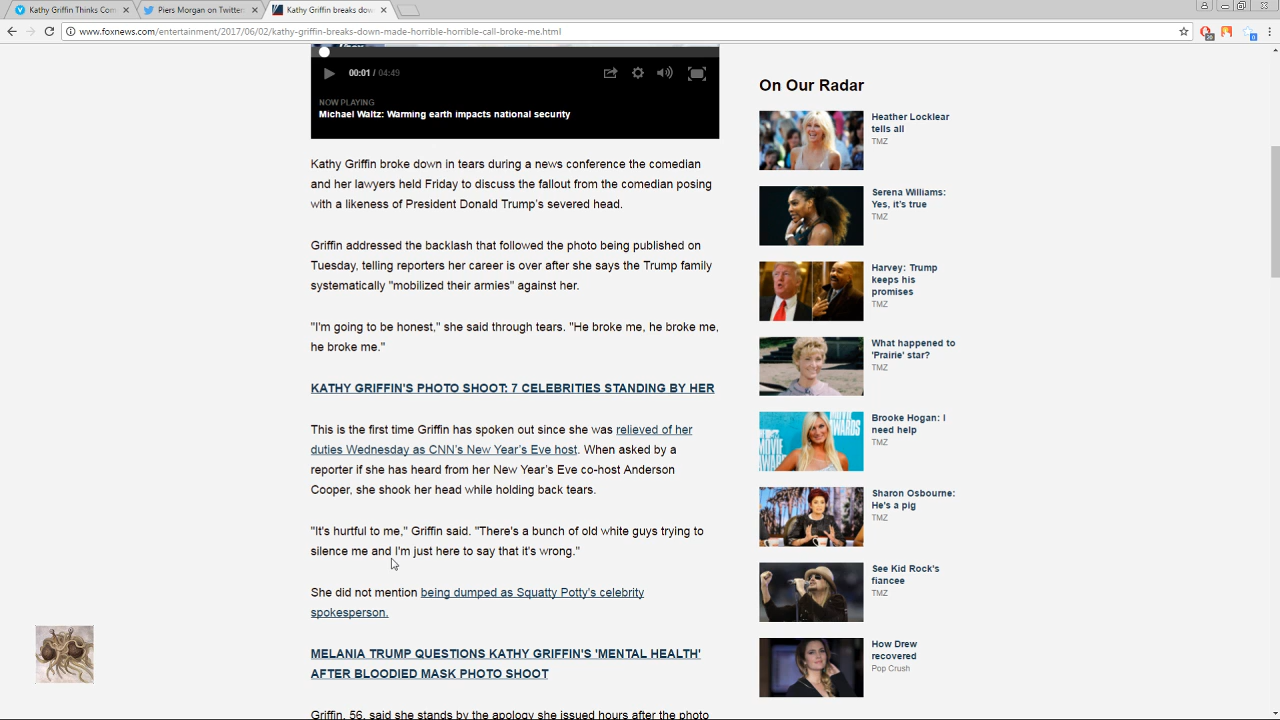 Kathy Griffin Thinks Com
Piers Morgan on Twitter
Kathy Griffin breaks dow
www.foxnews.com/entertainment/2017/06/02/kathy-griffin-breaks-down-made-horrible-horrible-call-broke-me.html
00:01 / 04:49
NOW PLAYING
Michael Waltz: Warming earth impacts national security
Kathy Griffin broke down in tears during a news conference the comedian
and her lawyers held Friday to discuss the fallout from the comedian posing
with a likeness of President Donald Trump's severed head.
Griffin addressed the backlash that followed the photo being published on
Tuesday, telling reporters her career is over after she says the Trump family
systematically "mobilized their armies" against her.
"I'm going to be honest," she said through tears. "He broke me, he broke me,
he broke me."
KATHY GRIFFIN'S PHOTO SHOOT: 7 CELEBRITIES STANDING BY HER
This is the first time Griffin has spoken out since she was relieved of her
duties Wednesday as CNN's New Year's Eve host. When asked by a
reporter if she has heard from her New Year's Eve co-host Anderson
Cooper, she shook her head while holding back tears.
"It's hurtful to me," Griffin said. "There's a bunch of old white guys trying to
silence me and I'm just here to say that it's wrong."
She did not mention being dumped as Squatty Potty's celebrity
spokesperson.
MELANIA TRUMP QUESTIONS KATHY GRIFFIN'S 'MENTAL HEALTH'
AFTER BLOODIED MASK PHOTO SHOOT
Griffin, 56, said she stands by the apology she issued hours after the photo
On Our Radar
Heather Locklear
tells all
TMZ
Serena Williams:
Yes, it's true
TMZ
Harvey: Trump
keeps his
promises
TMZ
What happened to
'Prairie' star?
TMZ
Brooke Hogan: I
need help
TMZ
Sharon Osbourne:
He's a pig
TMZ
See Kid Rock's
fiancee
TMZ
How Drew
recovered
Pop Crush